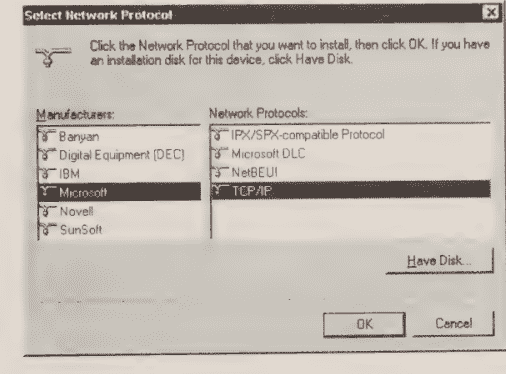 Select Network Protocol
Click the Network Protocol that you want to install, then click OK. If you have
an installation disk for this device, click Have Disk.
Manufacturers:
Banyan
Digital Equipment (DEC)
IBM
Microsoft
Novell
SunSoft
Network Protocols:
IPX/SPX-compatible Protocol
Microsoft DLC
NetBEUI
TCP/IP
Have Disk...
OK
Cancel